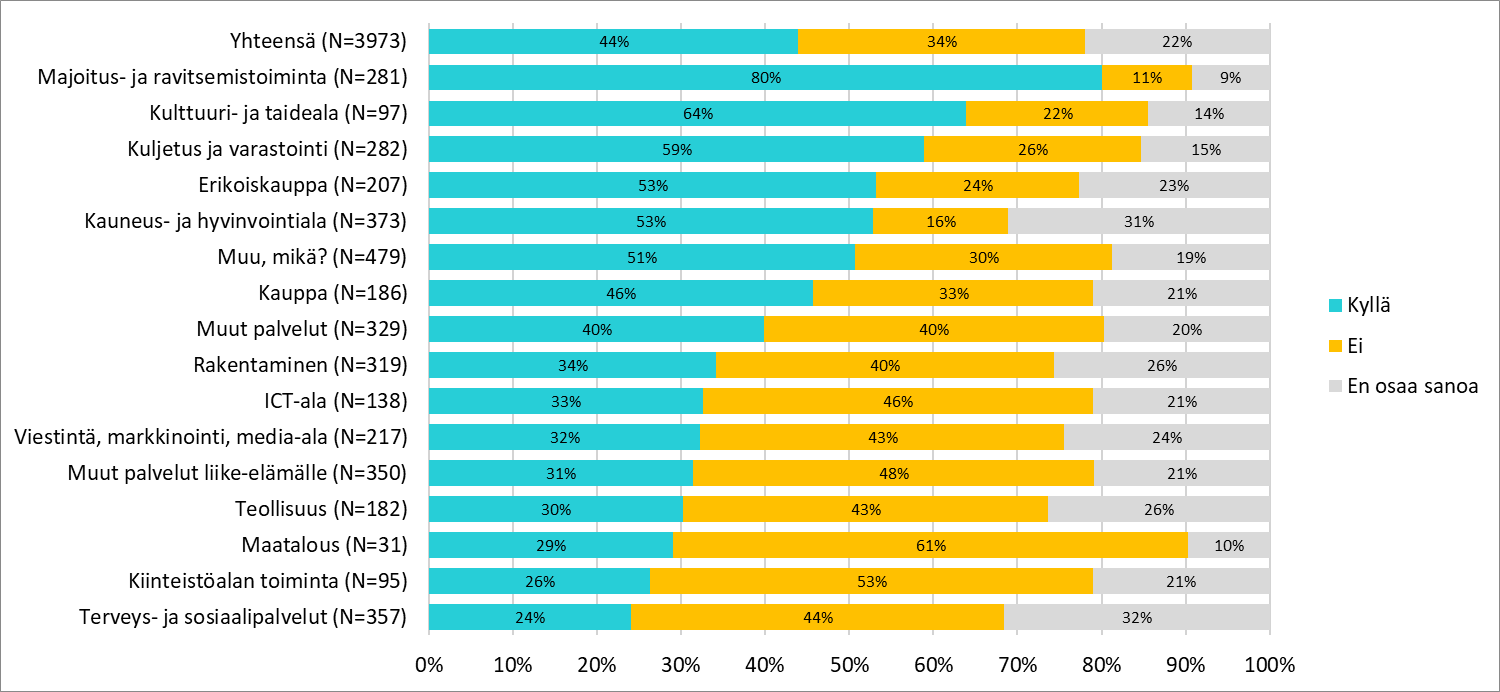 Yhteensä (N=3973) 44% 34% 22%
Majoitus- ja ravitsemistoiminta (N=281) 80% 11% 9%
Kulttuuri- ja taideala (N=97) 64% 22% 14%
Kuljetus ja varastointi (N=282) 59% 26% 15%
Erikoiskauppa (N=207) 53% 24% 23%
Kauneus- ja hyvinvointiala (N=373) 53% 16% 31%
Muu, mikä? (N=479) 51% 30% 19%
Kauppa (N=186) 46% 33% 21%
Muut palvelut (N=329) 40% 40% 20%
Rakentaminen (N=319) 34% 40% 26%
ICT-ala (N=138) 33% 46% 21%
Viestintä, markkinointi, media-ala (N=217) 32% 43% 24%
Muut palvelut liike-elämälle (N=350) 31% 48% 21%
Teollisuus (N=182) 30% 43% 26%
Maatalous (N=31) 29% 61% 10%
Kiinteistöalan toiminta (N=95) 26% 53% 21%
Terveys- ja sosiaalipalvelut (N=357) 24% 44% 32%
0% 10% 20% 30% 40% 50% 60% 70% 80% 90% 100%
Kyllä
Ei
En osaa sanoa